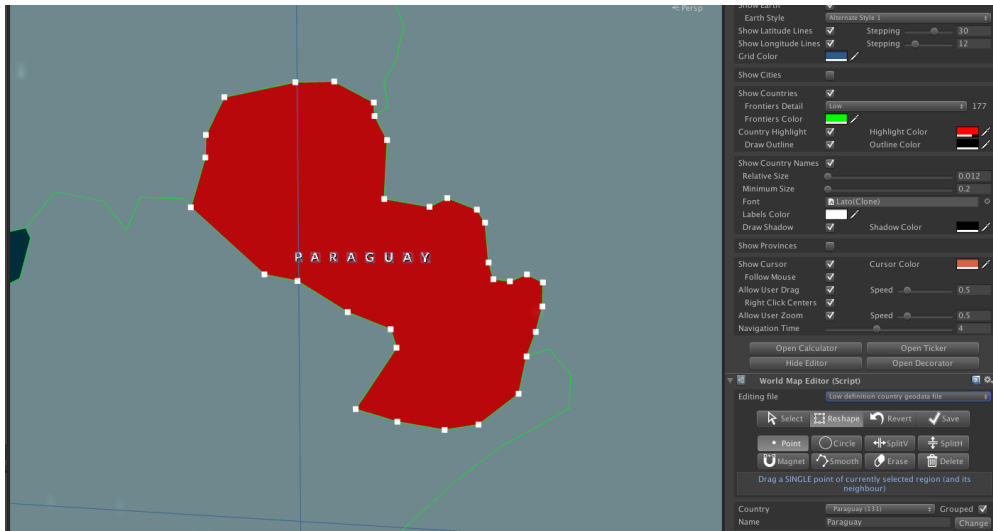 Persp
Show Earth
Earth Style Alternate Style 1
Show Latitude Lines Stepping 30
Show Longitude Lines Stepping 12
Grid Color
Show Cities
Show Countries
Frontiers Detail Low 177
Frontiers Color
Country Highlight Highlight Color
Draw Outline Outline Color
Show Country Names
Relative Size 0.012
Minimum Size 0.2
Font Lato(Clone)
Labels Color
Draw Shadow Shadow Color
PARAGUAY
Show Provinces
Show Cursor Cursor Color
Follow Mouse
Allow User Drag Speed 0.5
Right Click Centers
Allow User Zoom Speed 0.5
Navigation Time 4
Open Calculator Open Ticker
Hide Editor Open Decorator
World Map Editor (Script)
Editing file Low definition country geodata file
Select Reshape Revert Save
Point Circle SplitV SplitH
Magnet Smooth Erase Delete
Drag a SINGLE point of currently selected region (and its
neighbour)
Country Paraguay (131) Grouped
Name Paraguay Change